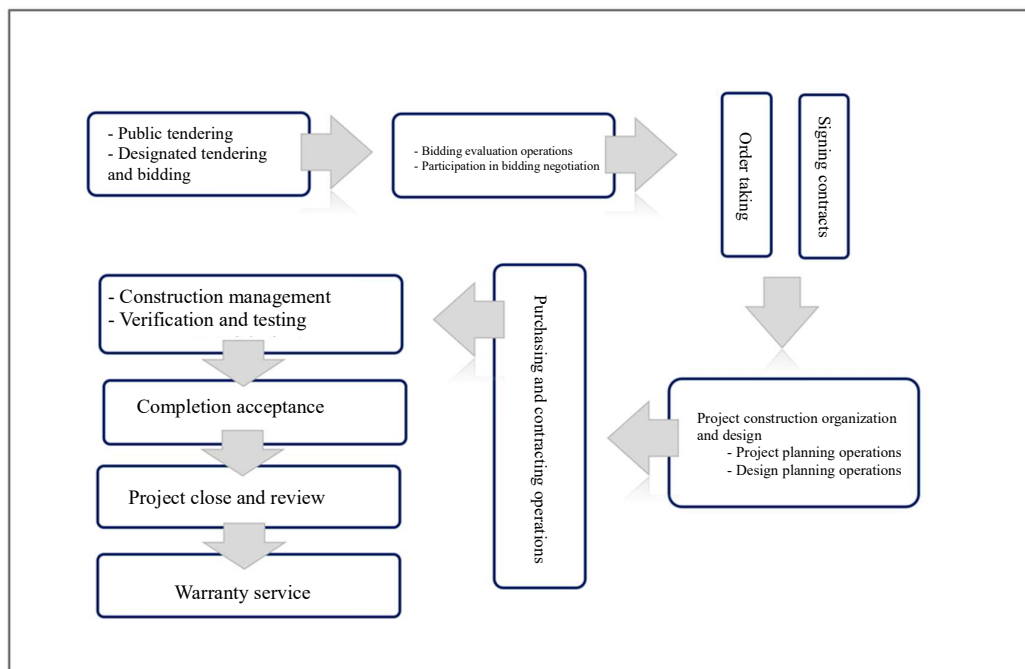 - Public tendering
- Designated tendering
and bidding
- Bidding evaluation operations
- Participation in bidding negotiation
Order taking
Signing contracts
Project construction organization
and design
- Project planning operations
- Design planning operations
Purchasing and contracting operations
- Construction management
- Verification and testing
Completion acceptance
Project close and review
Warranty service